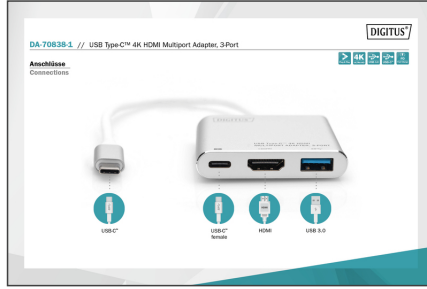 DIGITUS®
DA-70838-1 // USB Type-C™ 4K HDMI Multiport Adapter, 3-Port
4K
Anschlüsse
Connections
DIGITUS
USB-C™
USB-C™
female
HDMI
USB 3.0